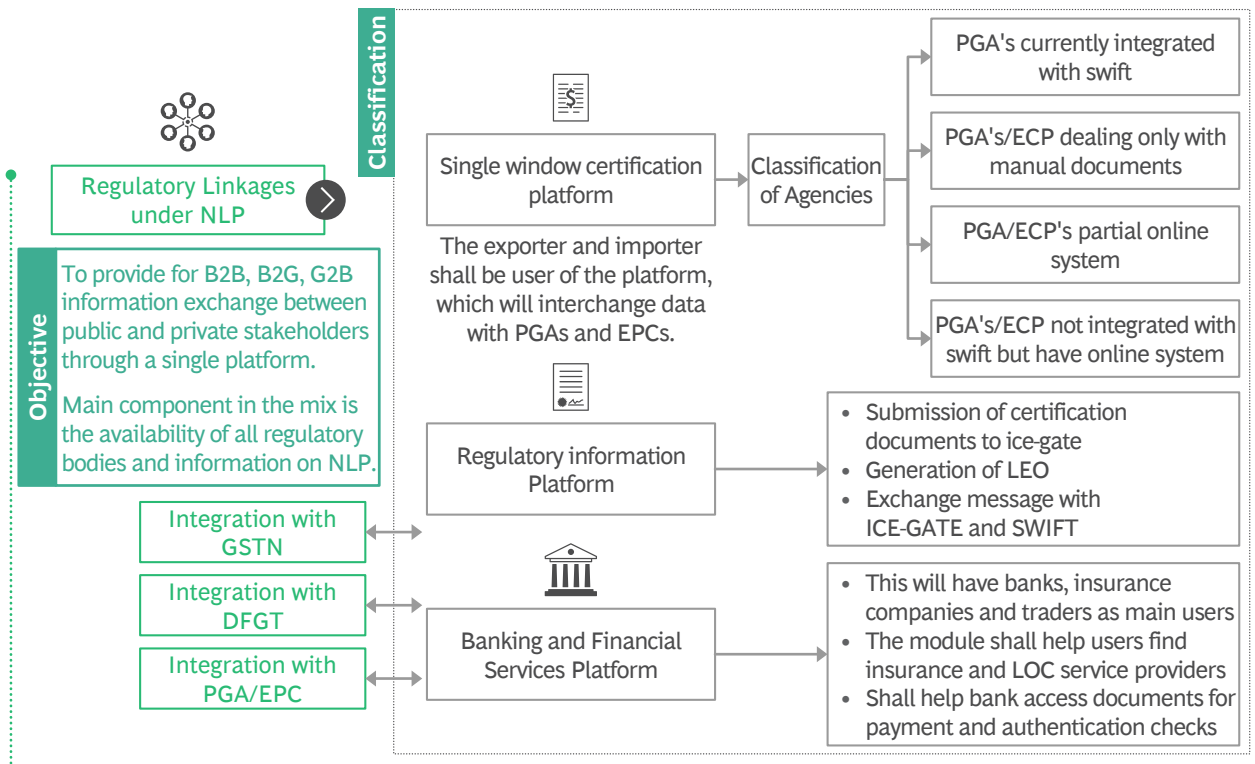 Regulatory Linkages
under NLP
Objective
To provide for B2B, B2G, G2B
information exchange between
public and private stakeholders
through a single platform.
Main component in the mix is
the availability of all regulatory
bodies and information on NLP.
Integration with
GSTN
Integration with
DFGT
Integration with
PGA/EPC
Classification
$
Single window certification
platform
The exporter and importer
shall be user of the platform,
which will interchange data
with PGAs and EPCs.
Classification
of Agencies
PGA's currently integrated
with swift
PGA's/ECP dealing only with
manual documents
PGA/ECP's partial online
system
PGA's/ECP not integrated with
swift but have online system
Regulatory information
Platform
• Submission of certification
documents to ice-gate
• Generation of LEO
• Exchange message with
ICE-GATE and SWIFT
Banking and Financial
Services Platform
• This will have banks, insurance
companies and traders as main users
• The module shall help users find
insurance and LOC service providers
• Shall help bank access documents for
payment and authentication checks